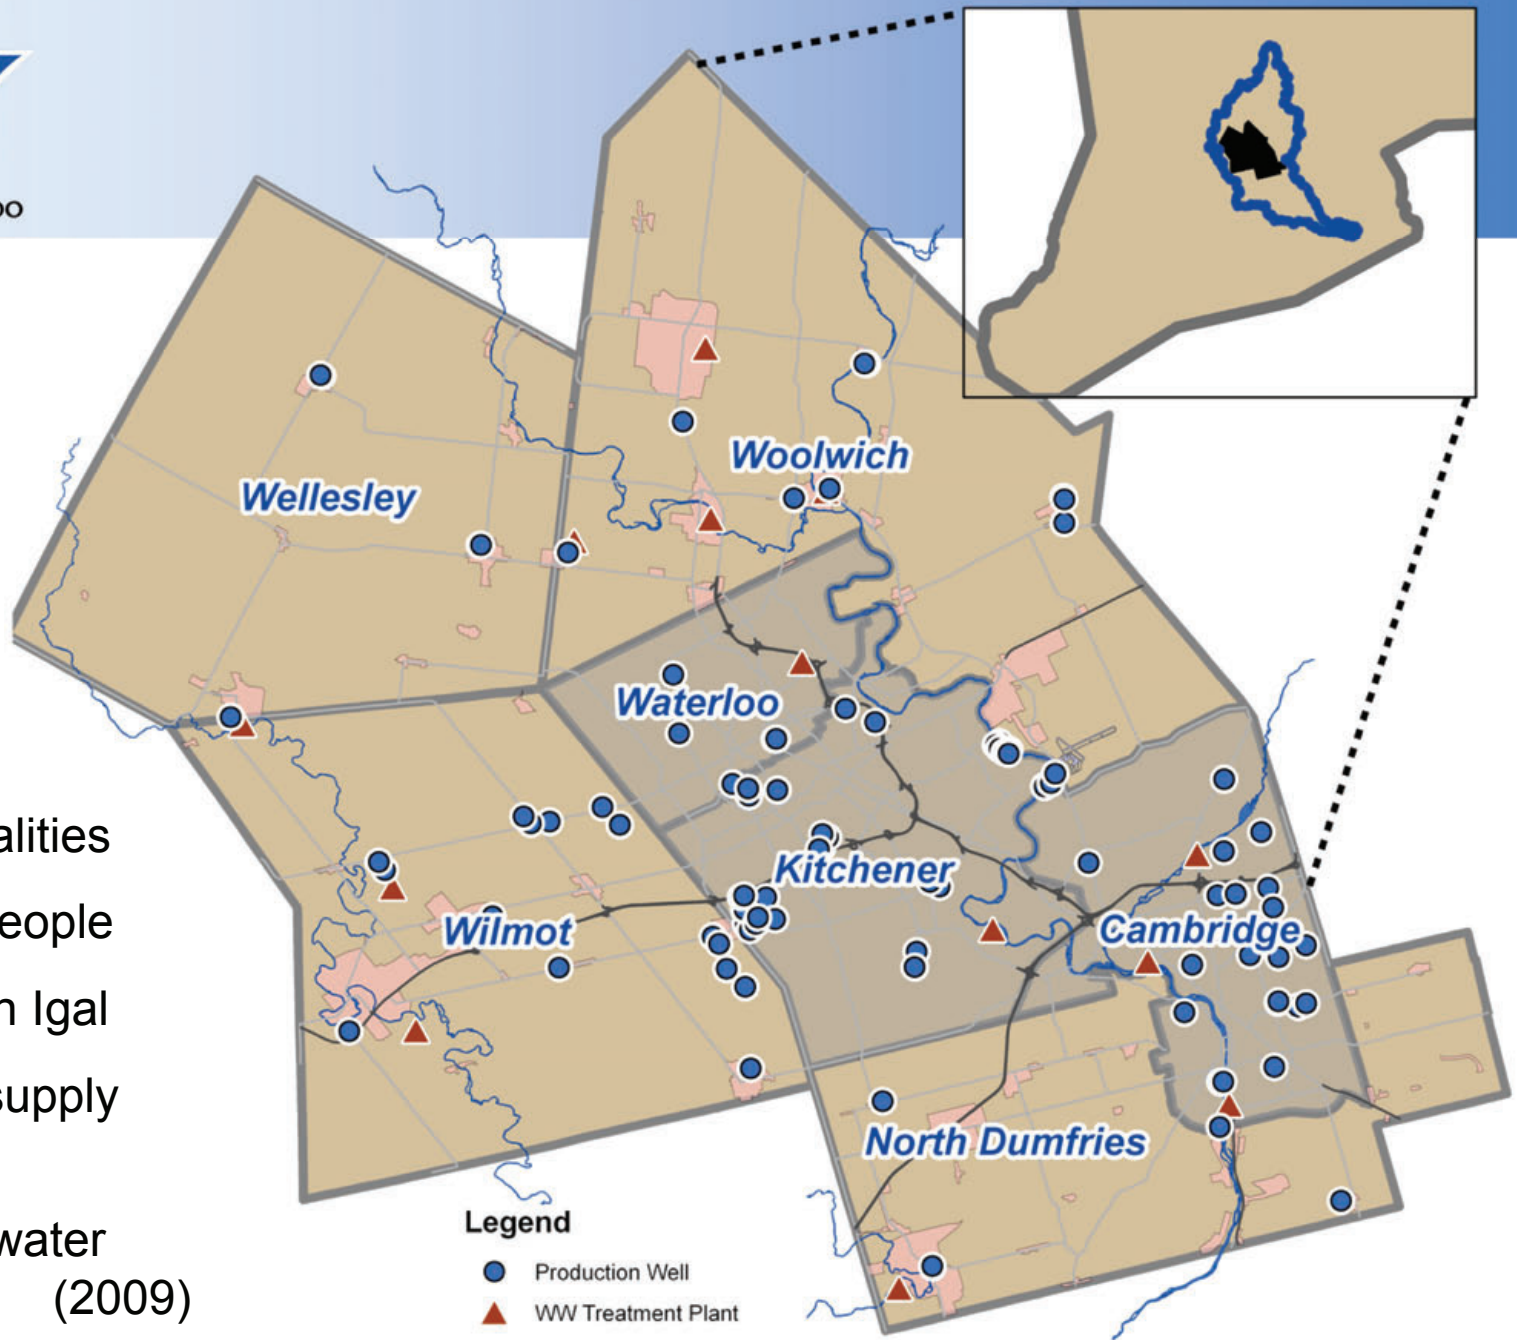 oo
Woolwich
Wellesley
Waterloo
alities
Kitchener
eople
Wilmot
Cambridge
n Igal
supply
North Dumfries
Legend
water
Production Well
(2009)
WW Treatment Plant